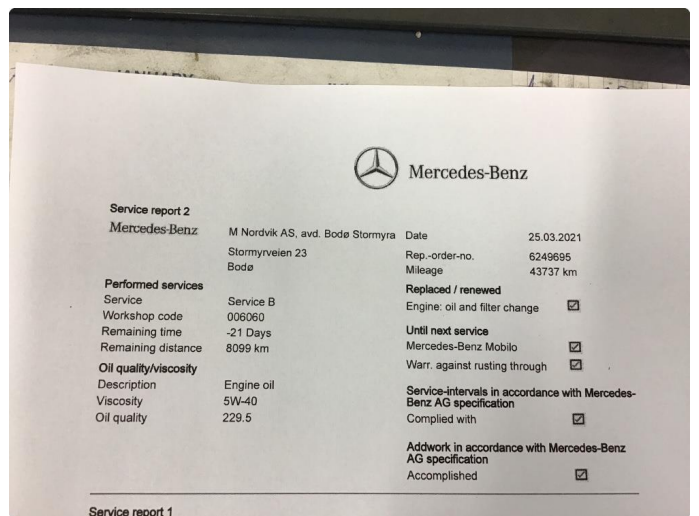 JANUARY
Mercedes-Benz
Service report 2
Mercedes-Benz
M Nordvik AS, avd. Bodø Stormyra
Stormyrveien 23
Bodø
Date 25.03.2021
Rep.-order-no. 6249695
Mileage 43737 km
Performed services
Service Service B
Workshop code 006060
Remaining time -21 Days
Remaining distance 8099 km
Oil quality/viscosity
Description Engine oil
Viscosity 5W-40
Oil quality 229.5
Replaced / renewed
Engine: oil and filter change ☑
Until next service
Mercedes-Benz Mobilo ☑
Warr. against rusting through ☑
Service-intervals in accordance with Mercedes-
Benz AG specification
Complied with ☑
Addwork in accordance with Mercedes-Benz
AG specification
Accomplished ☑
Service report 1